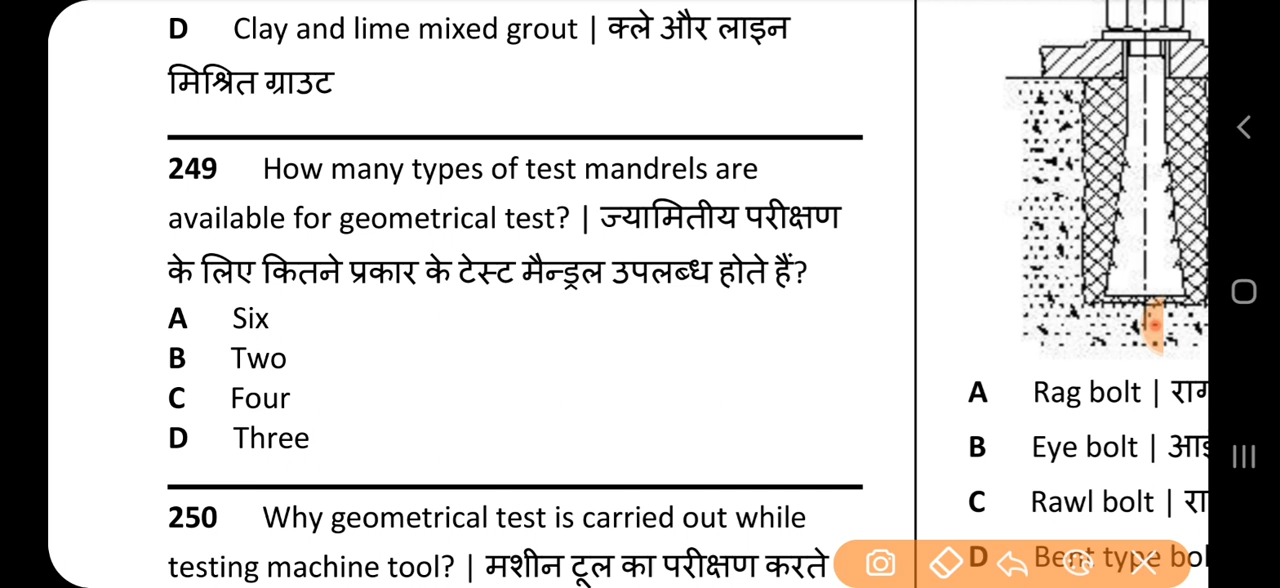 D Clay and lime mixed grout | क्ले और लाइन
मिश्रित ग्राउट
249 How many types of test mandrels are
available for geometrical test? | ज्यामितीय परीक्षण
के लिए कितने प्रकार के टेस्ट मैन्ड्रल उपलब्ध होते हैं?
A Six
B Two
C Four
D Three
250 Why geometrical test is carried out while
testing machine tool? | मशीन टूल का परीक्षण करते
A Rag bolt |
B Eye bolt |
C Rawl bolt |
D Bent type